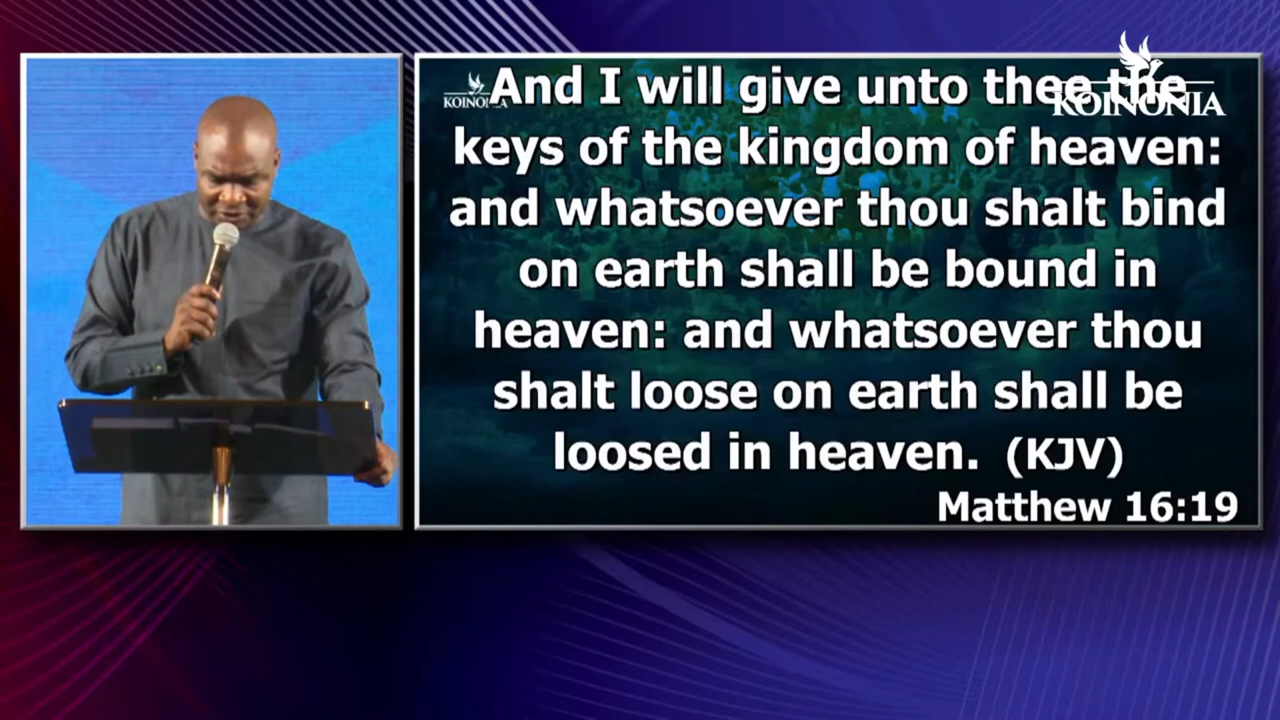 And I will give unto thee the
keys of the kingdom of heaven:
and whatsoever thou shalt bind
on earth shall be bound in
heaven: and whatsoever thou
shalt loose on earth shall be
loosed in heaven. (KJV)
Matthew 16:19
KOINONIA
KOINONIA